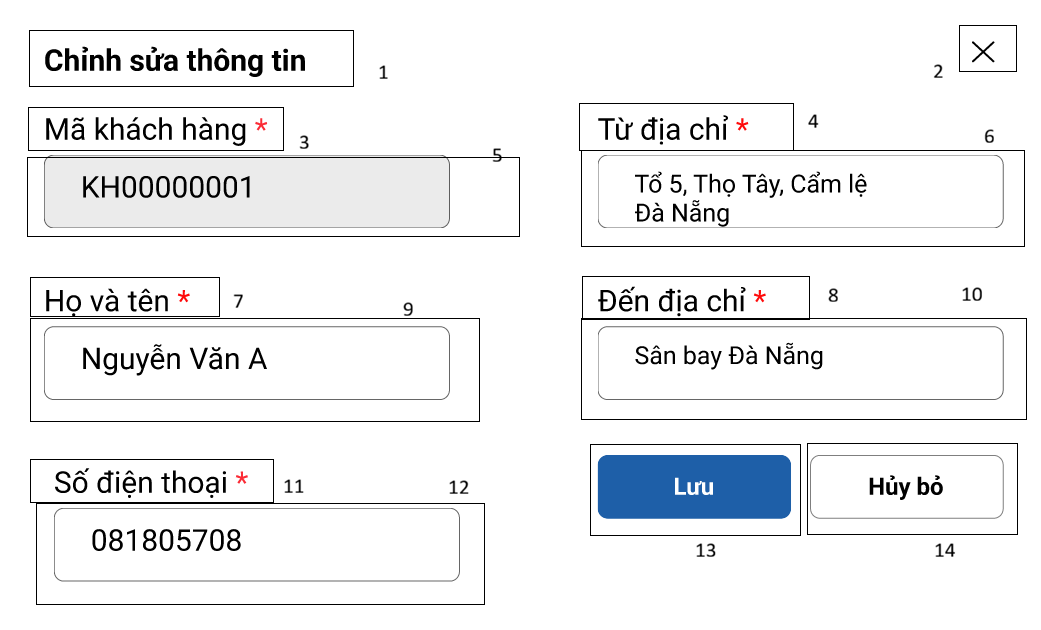 Chỉnh sửa thông tin
1
2
Mã khách hàng *
3
Từ địa chỉ *
4
5
6
KH00000001
Tổ 5, Thọ Tây, Cẩm lệ
Đà Nẵng
Họ và tên *
7
9
Đến địa chỉ *
8
10
Nguyễn Văn A
Sân bay Đà Nẵng
Số điện thoại *
11
12
081805708
Lưu
Hủy bỏ
13
14